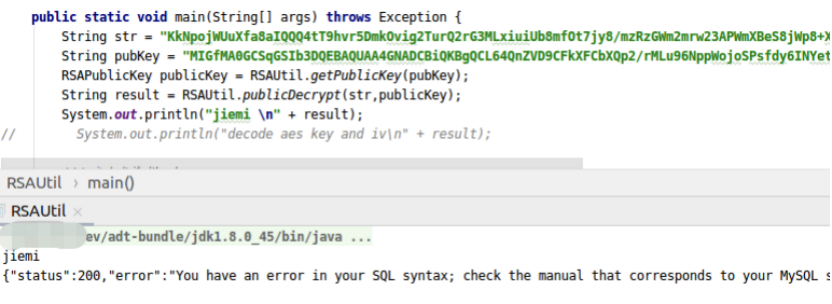 public static void main(String[] args) throws Exception {
String str = "KkNpojWUuXfa8aIQQQ4tT9hvr5DmkOvig2TurQ2rG3MLxiuiUb8mfOt7jy8/mzRzGWm2mrw23APWmXBeS8jWp8+X
String pubKey = "MIGfMA0GCSqGSIb3DQEBAQUAA4GNADCBiQKBgQCL64QnZVD9CFkXFCbXQp2/rMLu96NppWojoSPsfdy6INYet
RSAPublicKey publicKey = RSAUtil.getPublicKey(pubKey);
String result = RSAUtil.publicDecrypt(str,publicKey);
System.out.println("jiemi \n" + result);
// System.out.println("decode aes key and iv\n" + result);
RSAUtil › main()
RSAUtil ×
ev/adt-bundle/jdk1.8.0_45/bin/java ...
jiemi
{"status":200,"error":"You have an error in your SQL syntax; check the manual that corresponds to your MySQL s